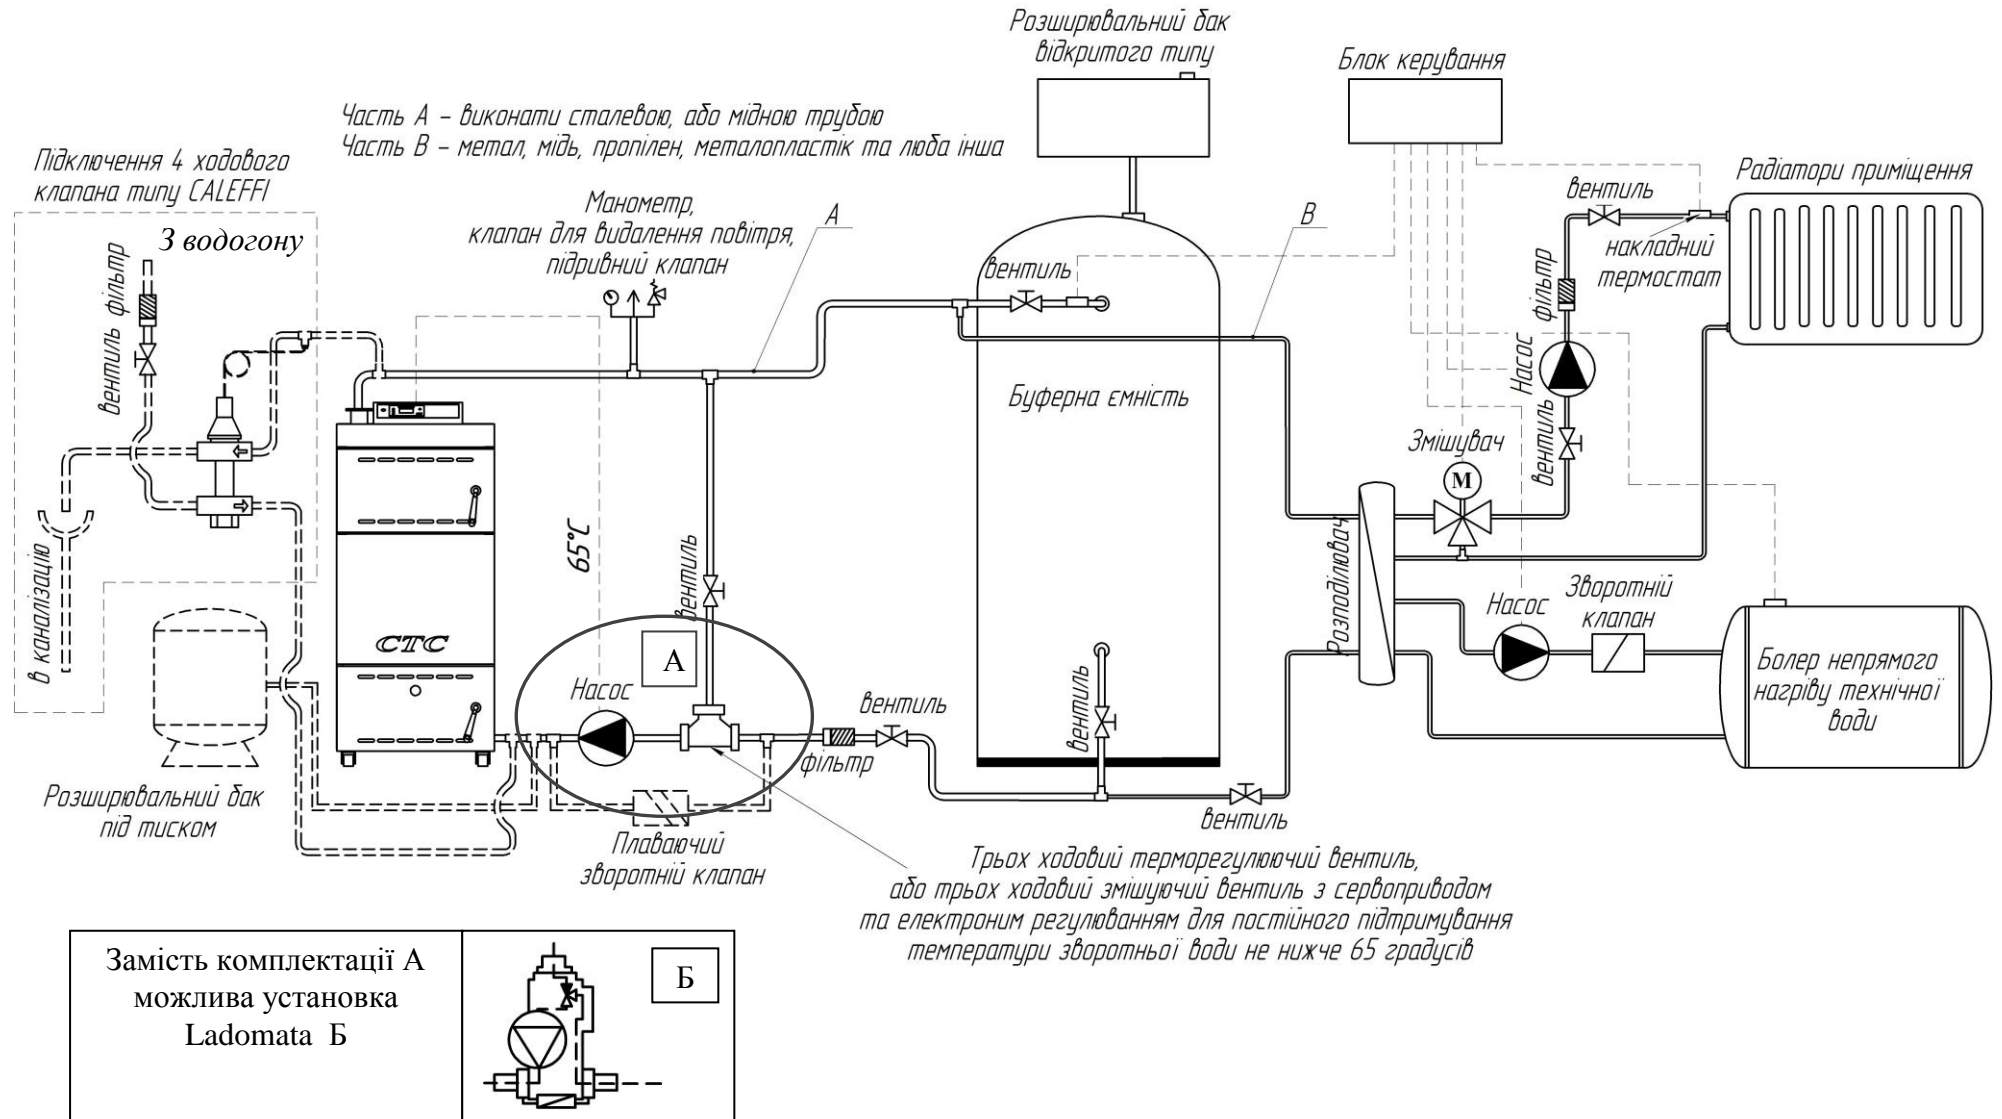 Розширювальний бак
відкритого типу
Блок керування
Часть А – виконати сталевою, або мідною трубою
Часть В – метал, мідь, пропілен, металопластік та люба інша
Підключення 4 ходового
клапана типу CALEFFI
З водогону
Манометр,
клапан для видалення повітря,
підривний клапан
А
В
Радіатори приміщення
вентиль
накладний
термостат
фільтр
Насос
вентиль
вентиль
фільтр
вентиль
Буферна ємність
Змішувач
М
65°С
вентиль
Розподілювач
Насос
Зворотній
клапан
Болер непрямого
нагріву технічної
води
в каналізацію
СТС
А
Насос
вентиль
вентиль
фільтр
вентиль
Розширювальний бак
під тиском
Плаваючий
зворотній клапан
Трьох ходовий терморегулюючий вентиль,
або трьох ходовий змішуючий вентиль з сервоприводом
та електроним регулюванням для постійного підтримування
температури зворотньої води не нижче 65 градусів
Замість комплектації А
можлива установка
Ladomata Б
Б